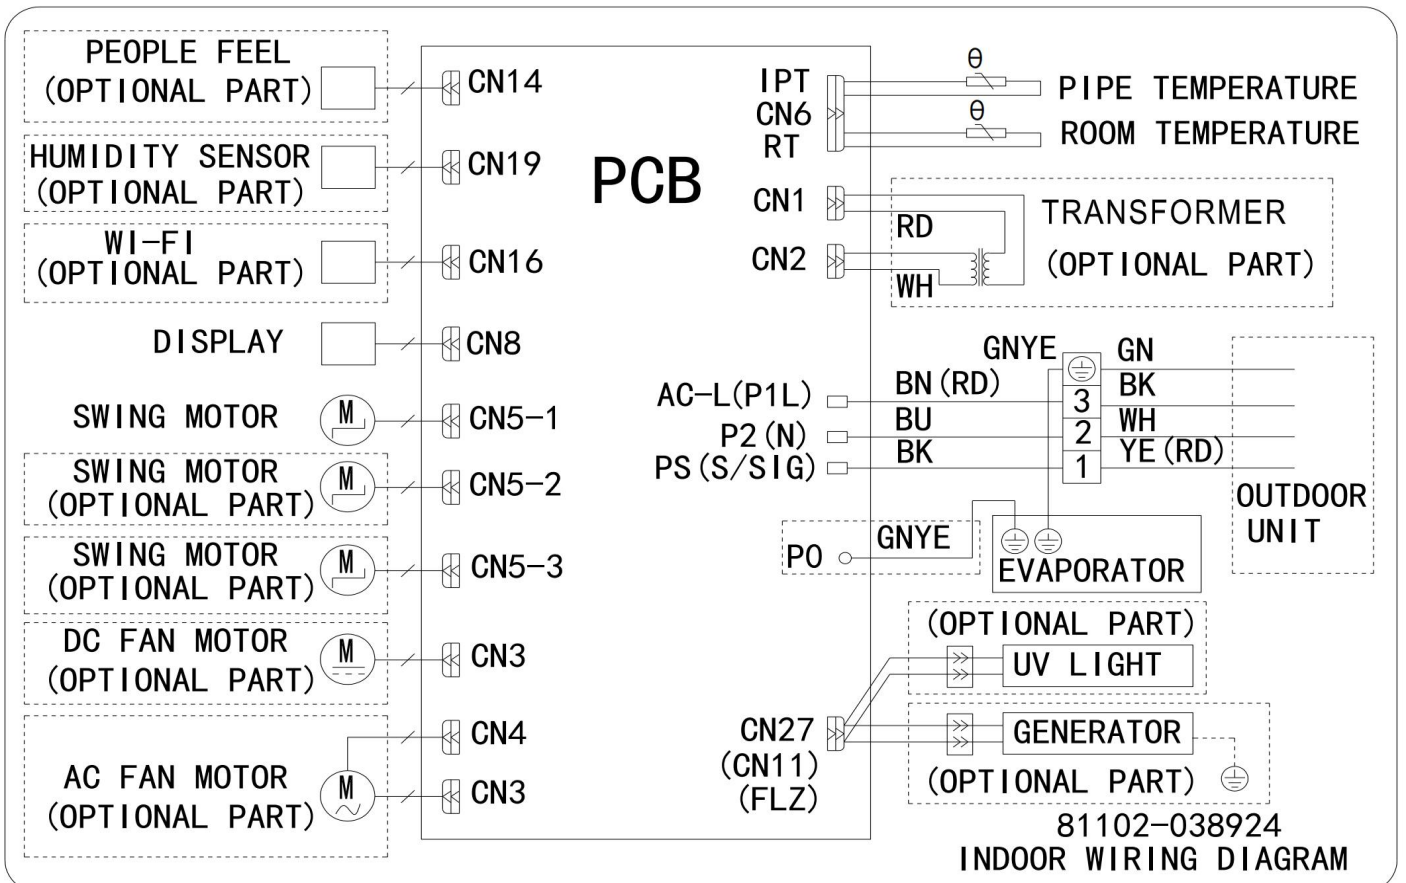 PEOPLE FEEL
(OPTIONAL PART)
CN14
HUMIDITY SENSOR
(OPTIONAL PART)
CN19
WI-FI
(OPTIONAL PART)
CN16
DISPLAY
CN8
SWING MOTOR
M
CN5-1
SWING MOTOR
(OPTIONAL PART)
M
CN5-2
SWING MOTOR
(OPTIONAL PART)
M
CN5-3
DC FAN MOTOR
(OPTIONAL PART)
M
CN3
CN4
AC FAN MOTOR
(OPTIONAL PART)
M
CN3
PCB
IPT
CN6
RT
θ
PIPE TEMPERATURE
θ
ROOM TEMPERATURE
CN1
CN2
RD
WH
TRANSFORMER
(OPTIONAL PART)
GNYE
GN
AC-L(P1L)
BN(RD)
3
BK
P2(N)
BU
2
WH
PS(S/SIG)
BK
1
YE(RD)
OUTDOOR
UNIT
P0
GNYE
EVAPORATOR
(OPTIONAL PART)
UV LIGHT
CN27
(CN11)
(FLZ)
GENERATOR
(OPTIONAL PART)
81102-038924
INDOOR WIRING DIAGRAM